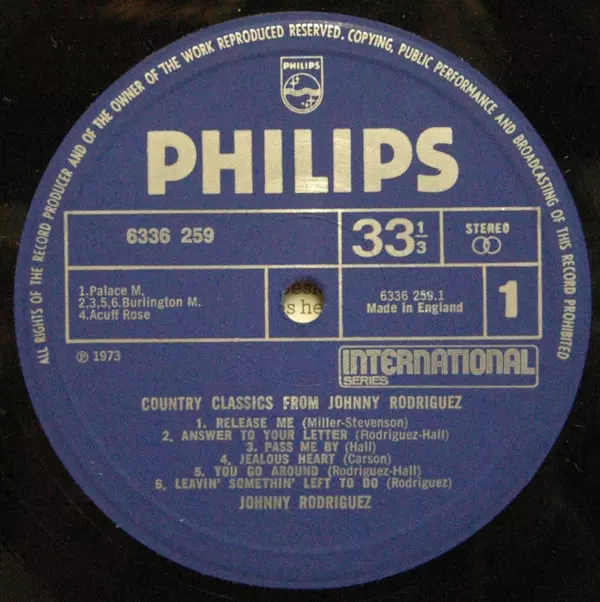 ALL RIGHTS OF THE RECORD PRODUCER AND OF THE OWNER OF THE WORK REPRODUCED RESERVED. COPYING, PUBLIC PERFORMANCE AND BROADCASTING OF THIS RECORD PROHIBITED
PHILIPS
PHILIPS
6336 259
33 1/3
STEREO
1.Palace M.
2,3,5,6.Burlington M.
4.Acuff Rose
6336 259.1
Made in England
1
℗ 1973
INTERNATIONAL
SERIES
COUNTRY CLASSICS FROM JOHNNY RODRIGUEZ
1. RELEASE ME (Miller-Stevenson)
2. ANSWER TO YOUR LETTER (Rodriguez-Hall)
3. PASS ME BY (Hall)
4. JEALOUS HEART (Carson)
5. YOU GO AROUND (Rodriguez-Hall)
6. LEAVIN' SOMETHIN' LEFT TO DO (Rodriguez)
JOHNNY RODRIGUEZ